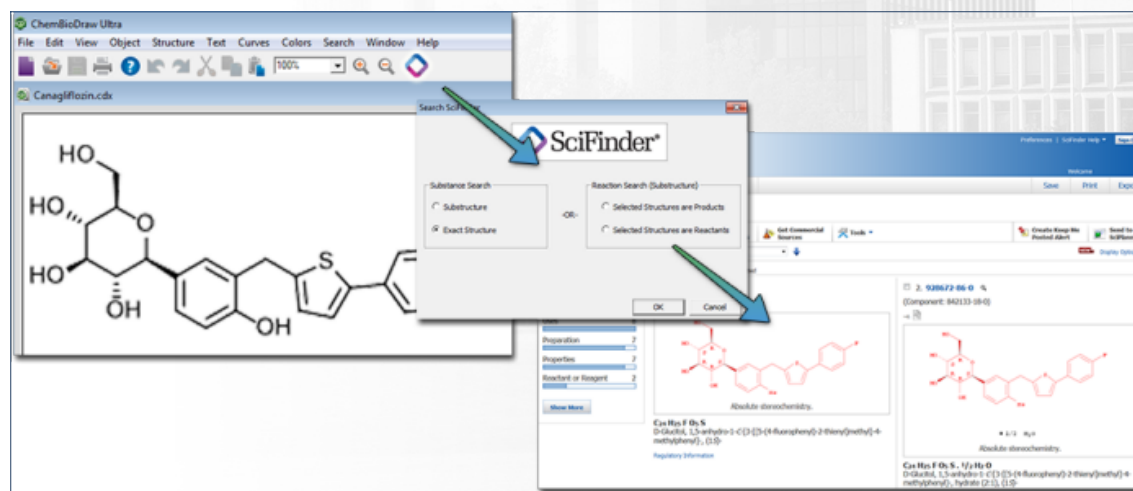 ChemBioDraw Ultra
File Edit View Object Structure Text Curves Colors Search Window Help
100%
Canagliflozin.cdx
HO
HO
HO
OH
O
OH
S
Search SciFinder
SciFinder®
Substance Search
Substructure
Exact Structure
-OR-
Reaction Search (Substructure)
Selected Structures are Products
Selected Structures are Reactants
OK Cancel
Preferences | SciFinder Help
Welcome
Save Print
Get Commercial Sources
Tools
Create Keep Me Posted Alert
Send to
Display
2. 928672-86-0
(Component: 842133-18-0)
Preparation 7
Properties 7
Reactant or Reagent 2
Show More
Absolute stereochemistry.
C24 H25 F O5 S
D-Glucitol, 1,5-anhydro-1-C-[3-[[5-(4-fluorophenyl)-2-thienyl]methyl]-4-
methylphenyl]-, (1S)-
Regulatory Information
• 1/2 H2O
Absolute stereochemistry.
C24 H25 F O5 S . 1/2 H2 O
D-Glucitol, 1,5-anhydro-1-C-[3-[[5-(4-fluorophenyl)-2-thienyl]methyl]-4-
methylphenyl]-, hydrate (2:1), (1S)-